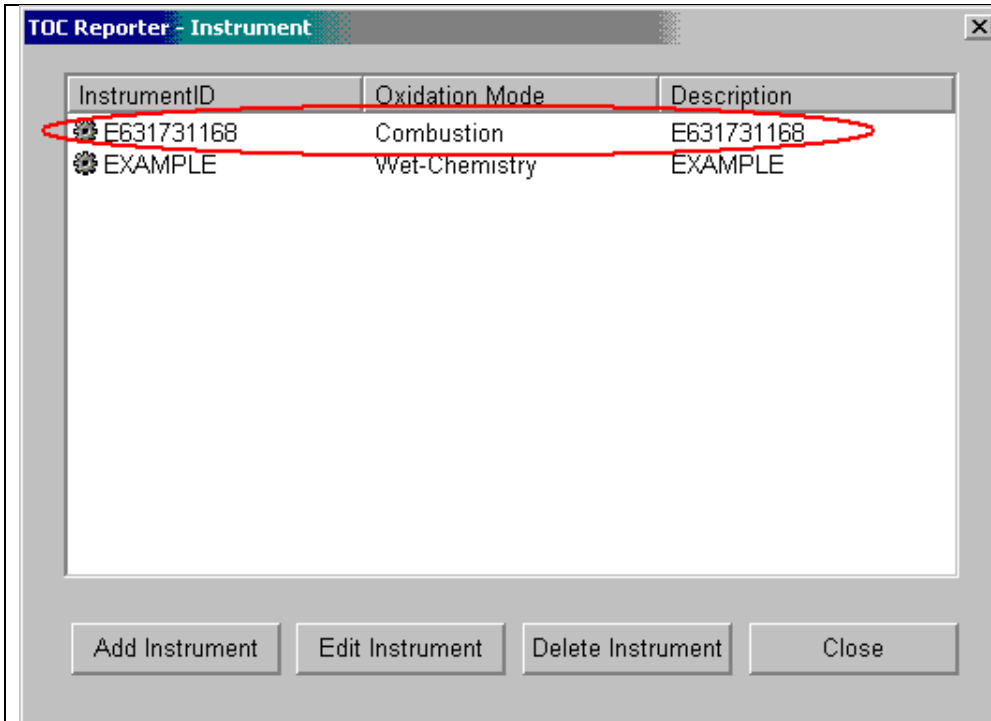 TOC Reporter - Instrument
InstrumentID Oxidation Mode Description
E631731168 Combustion E631731168
EXAMPLE Wet-Chemistry EXAMPLE
Add Instrument Edit Instrument Delete Instrument Close